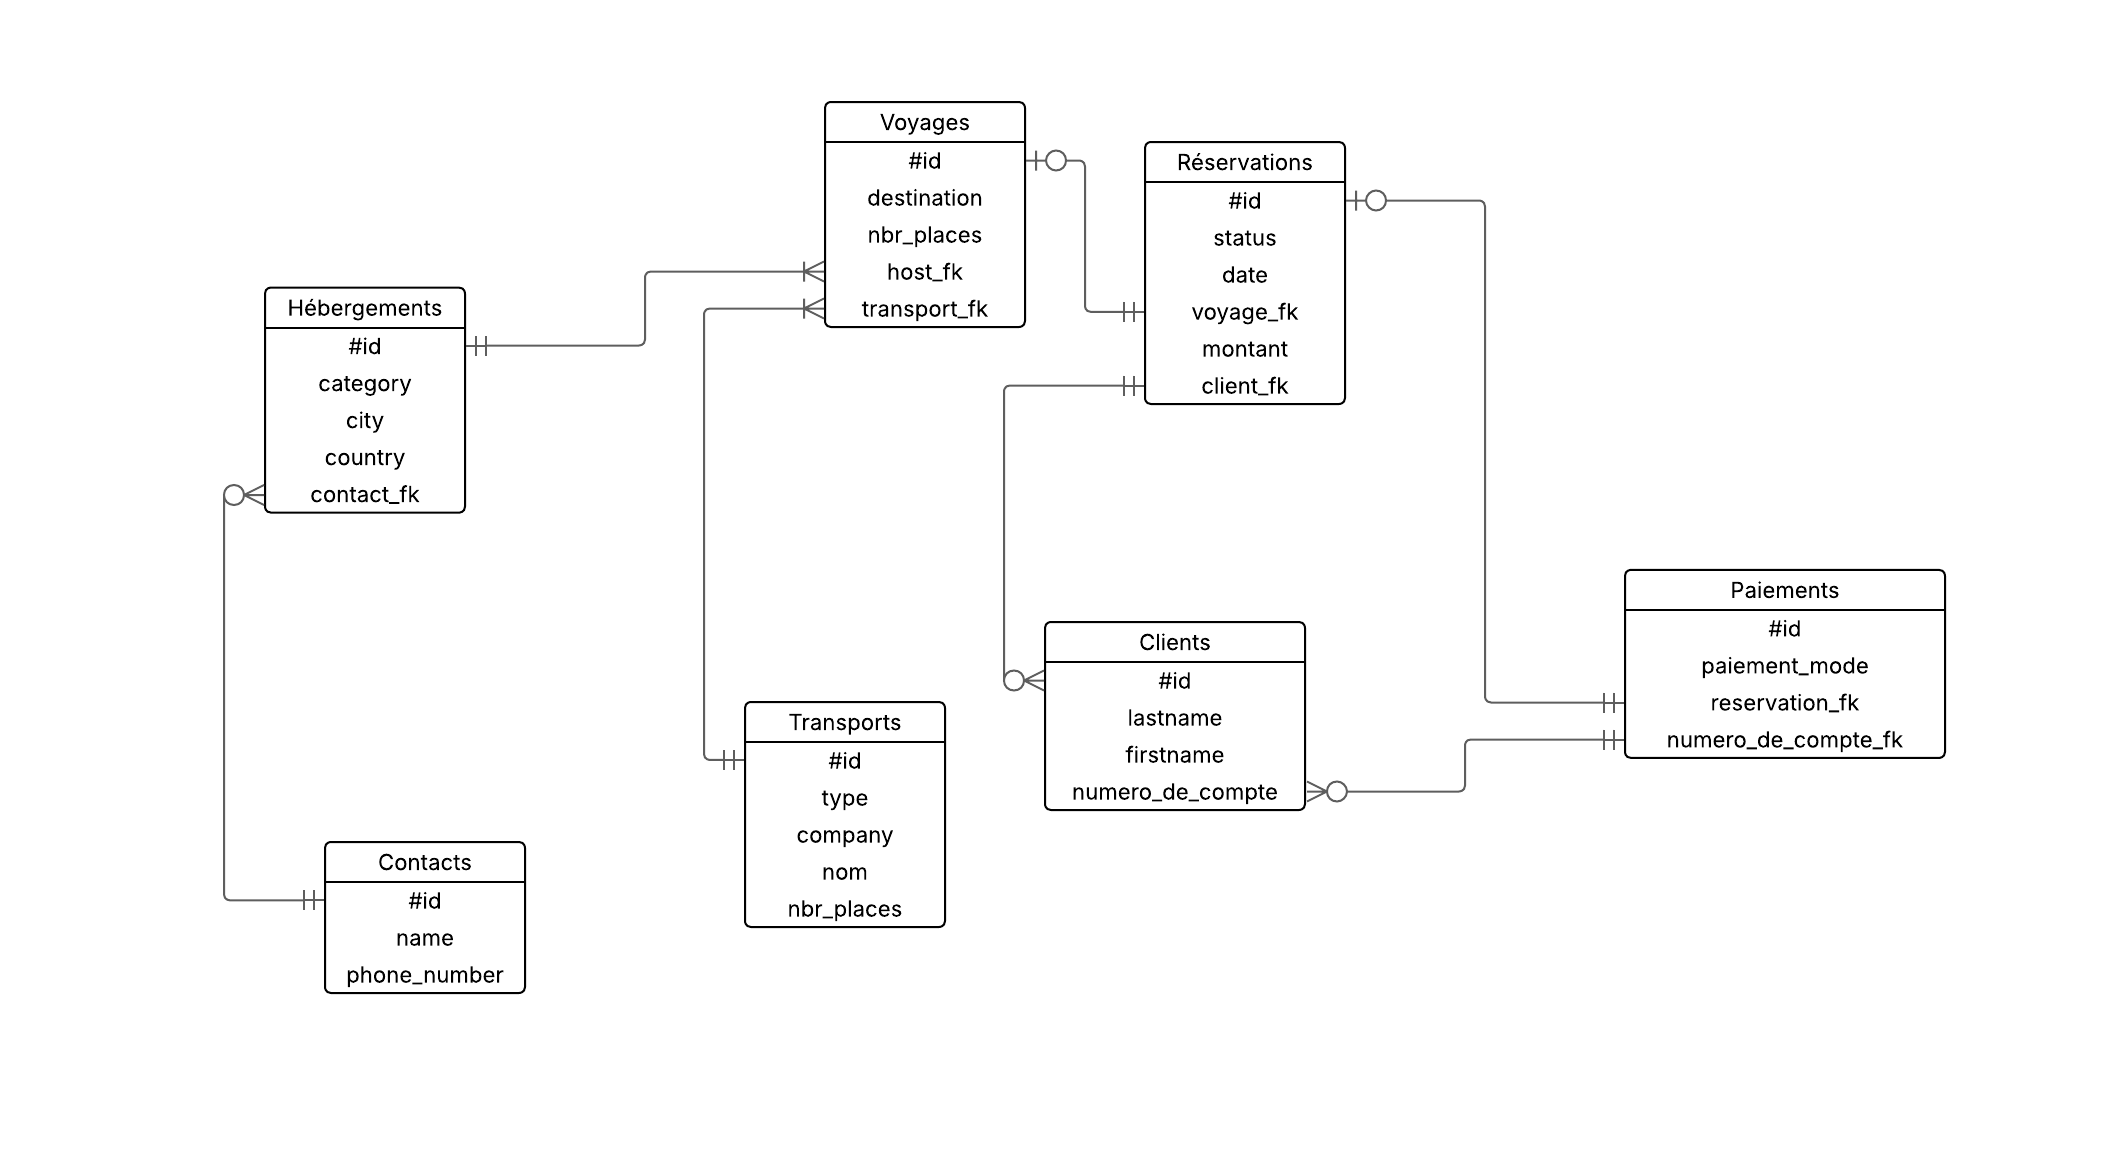 Voyages
#id
destination
nbr_places
host_fk
transport_fk
Réservations
#id
status
date
voyage_fk
montant
client_fk
Hébergements
#id
category
city
country
contact_fk
Paiements
#id
paiement_mode
reservation_fk
numero_de_compte_fk
Clients
#id
lastname
firstname
numero_de_compte
Transports
#id
type
company
nom
nbr_places
Contacts
#id
name
phone_number